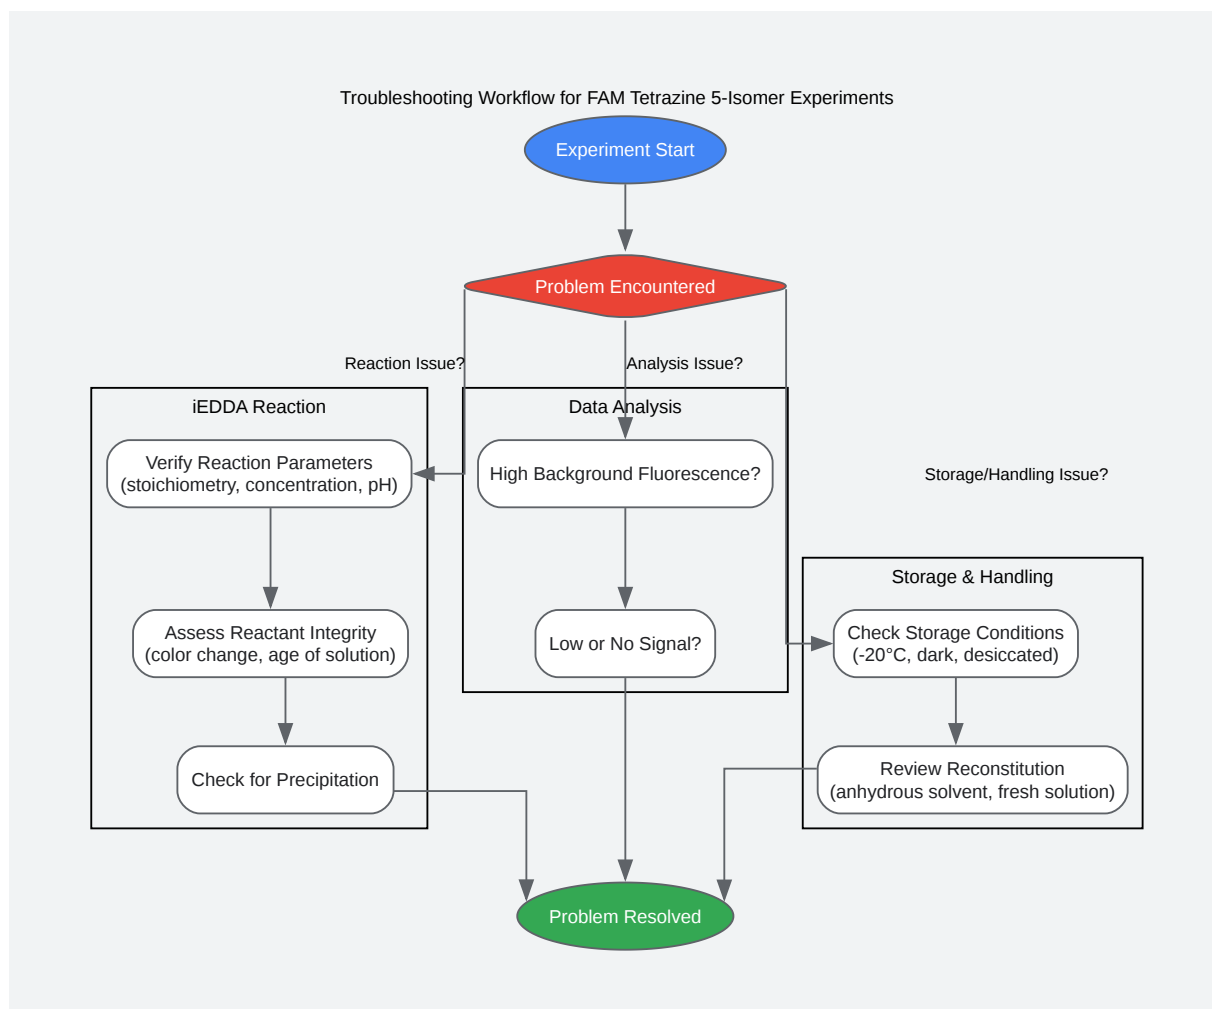 Troubleshooting Workflow for FAM Tetrazine 5-Isomer Experiments
Experiment Start
Problem Encountered
Reaction Issue?
Analysis Issue?
Storage/Handling Issue?
iEDDA Reaction
Verify Reaction Parameters
(stoichiometry, concentration, pH)
Assess Reactant Integrity
(color change, age of solution)
Check for Precipitation
Data Analysis
High Background Fluorescence?
Low or No Signal?
Storage & Handling
Check Storage Conditions
(-20°C, dark, desiccated)
Review Reconstitution
(anhydrous solvent, fresh solution)
Problem Resolved